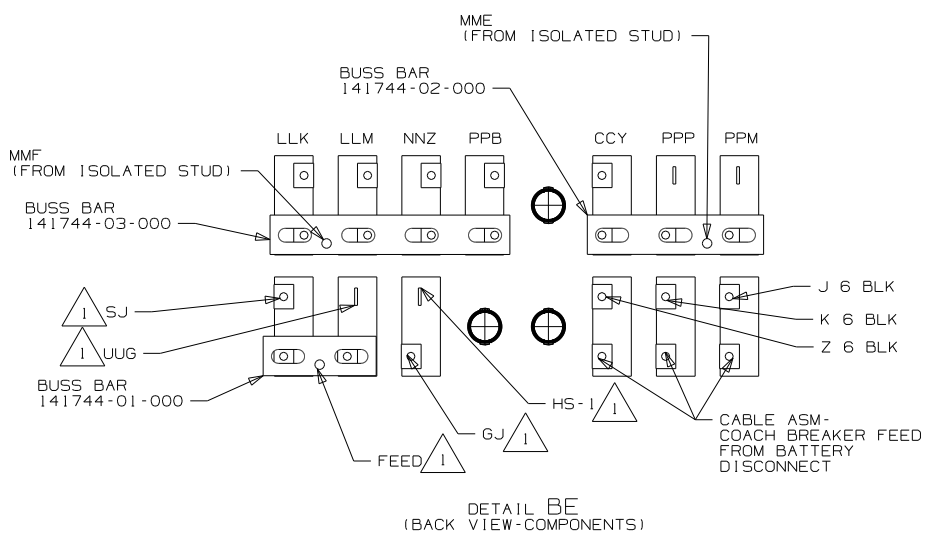 MME
(FROM ISOLATED STUD)
BUSS BAR
141744-02-000
LLK LLM NNZ PPB CCY PPP PPM
MMF
(FROM ISOLATED STUD)
BUSS BAR
141744-03-000
1 SJ
J 6 BLK
K 6 BLK
1 UUG
Z 6 BLK
BUSS BAR
141744-01-000
HS-1 1
GJ 1
CABLE ASM-
COACH BREAKER FEED
FROM BATTERY
DISCONNECT
FEED 1
DETAIL BE
(BACK VIEW-COMPONENTS)